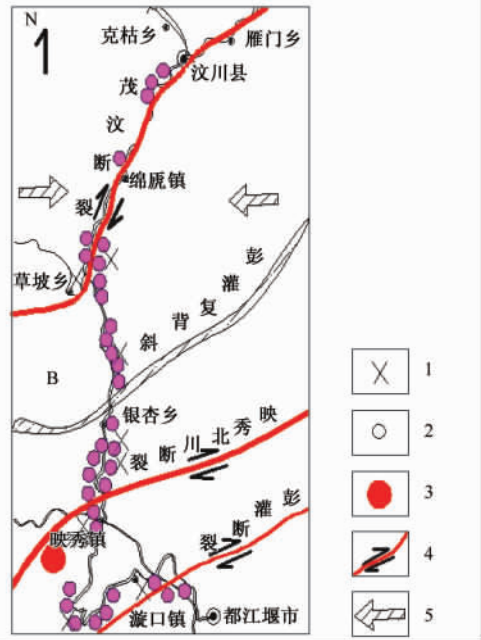 N
克枯乡
雁门乡
汶川县
茂汶断裂
绵虒镇
草坡乡
彭灌复背斜
B
银杏乡
映秀北川断裂
映秀镇
彭灌断裂
漩口镇
都江堰市
1
2
3
4
5